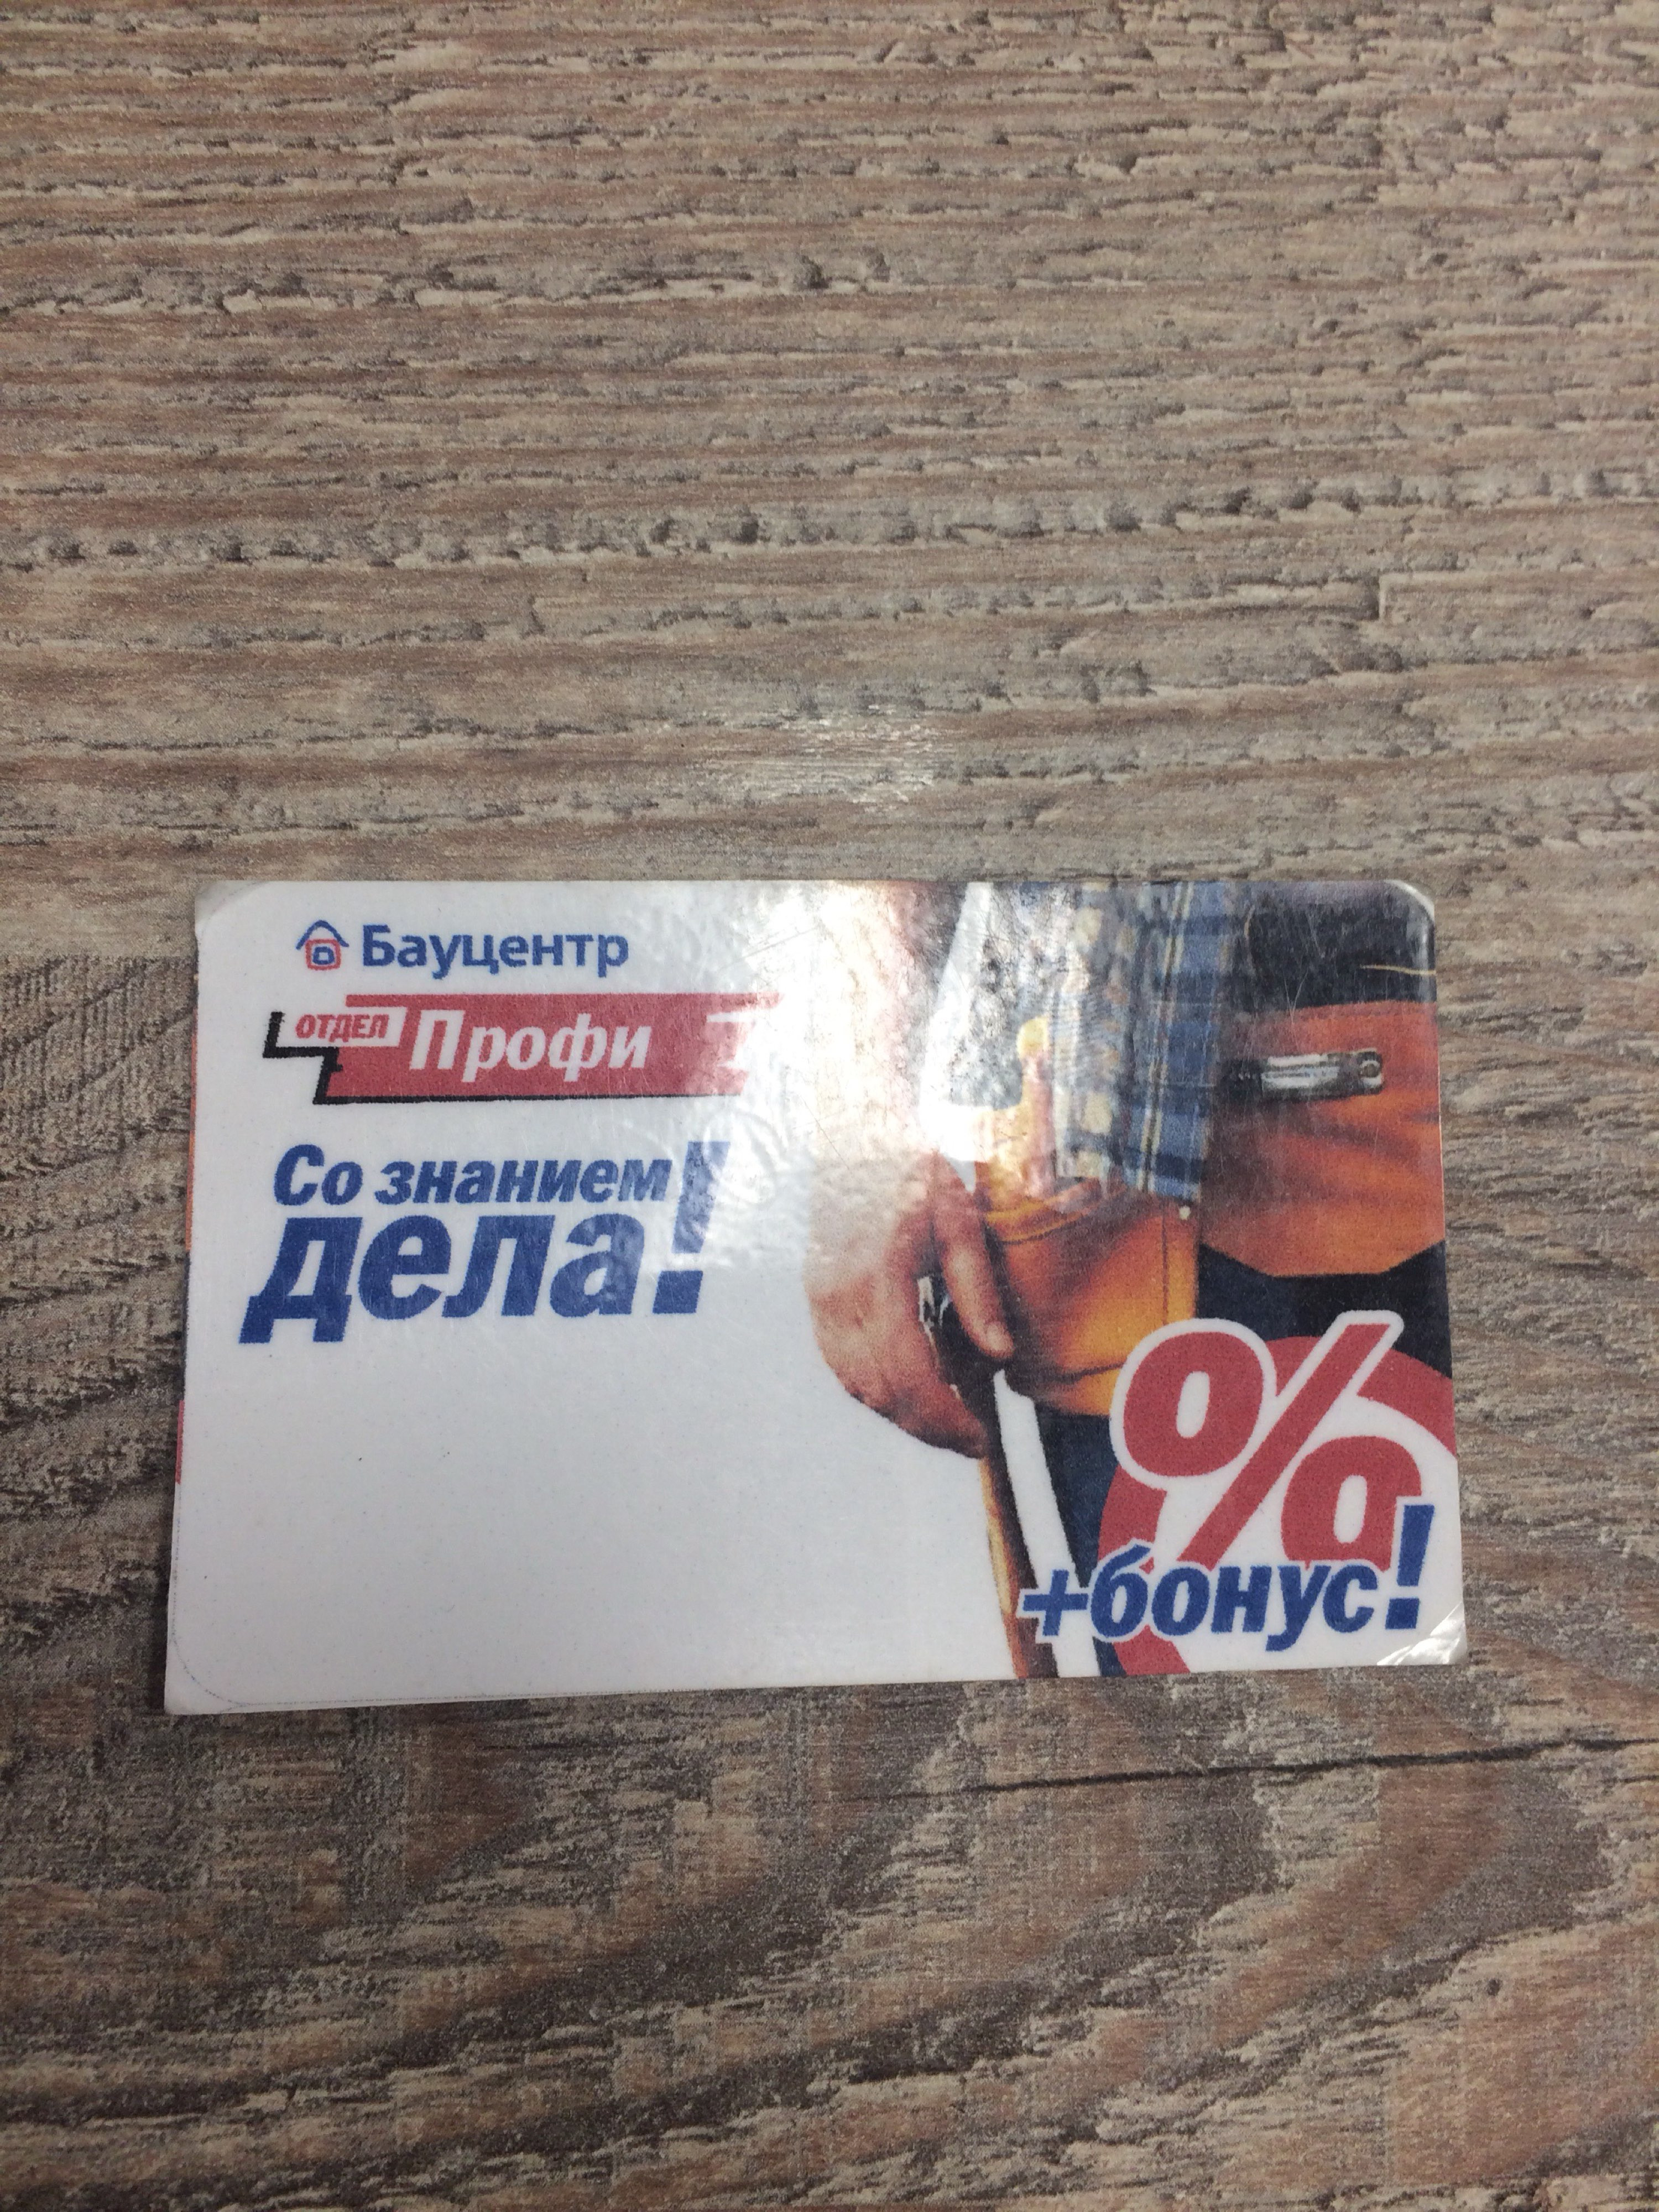 Бауцентр
ОТДЕЛ Профи
Со знанием
дела!
%
+бонус!